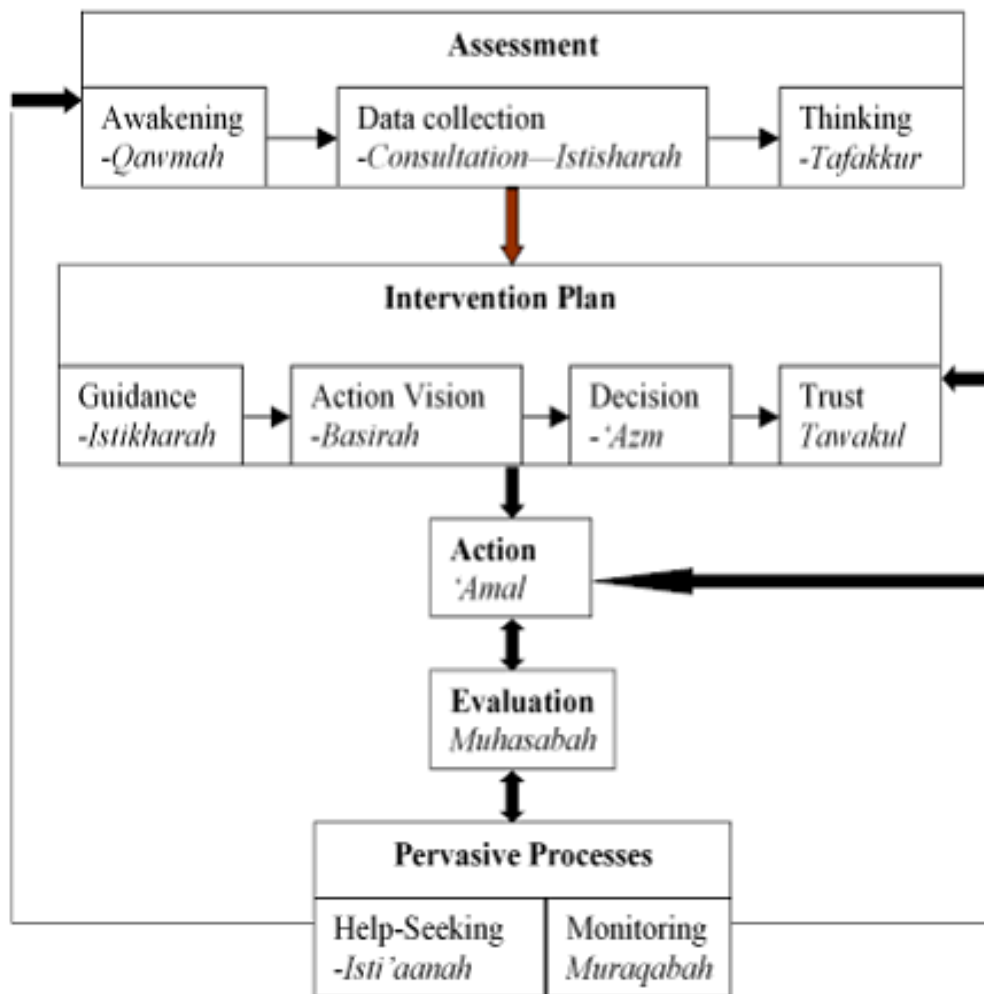 Assessment
Awakening
-Qawmah
Data collection
-Consultation—Istisharah
Thinking
-Tafakkur
Intervention Plan
Guidance
-Istikharah
Action Vision
-Basirah
Decision
-‘Azm
Trust
Tawakul
Action
‘Amal
Evaluation
Muhasabah
Pervasive Processes
Help-Seeking
-Isti’aanah
Monitoring
Muraqabah